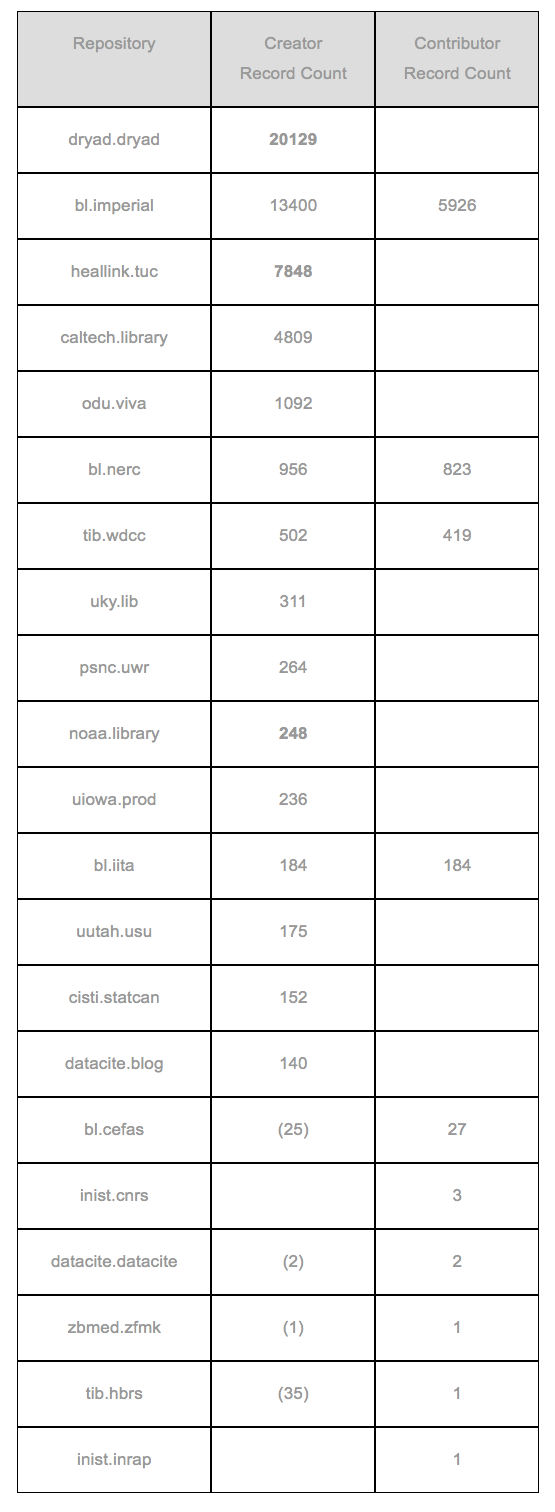 Repository Creator Contributor
Record Count Record Count
dryad.dryad 20129
bl.imperial 13400 5926
heallink.tuc 7848
caltech.library 4809
odu.viva 1092
bl.nerc 956 823
tib.wdcc 502 419
uky.lib 311
psnc.uwr 264
noaa.library 248
uiowa.prod 236
bl.iita 184 184
uutah.usu 175
cisti.statcan 152
datacite.blog 140
bl.cefas (25) 27
inist.cnrs 3
datacite.datacite (2) 2
zbmed.zfmk (1) 1
tib.hbrs (35) 1
inist.inrap 1